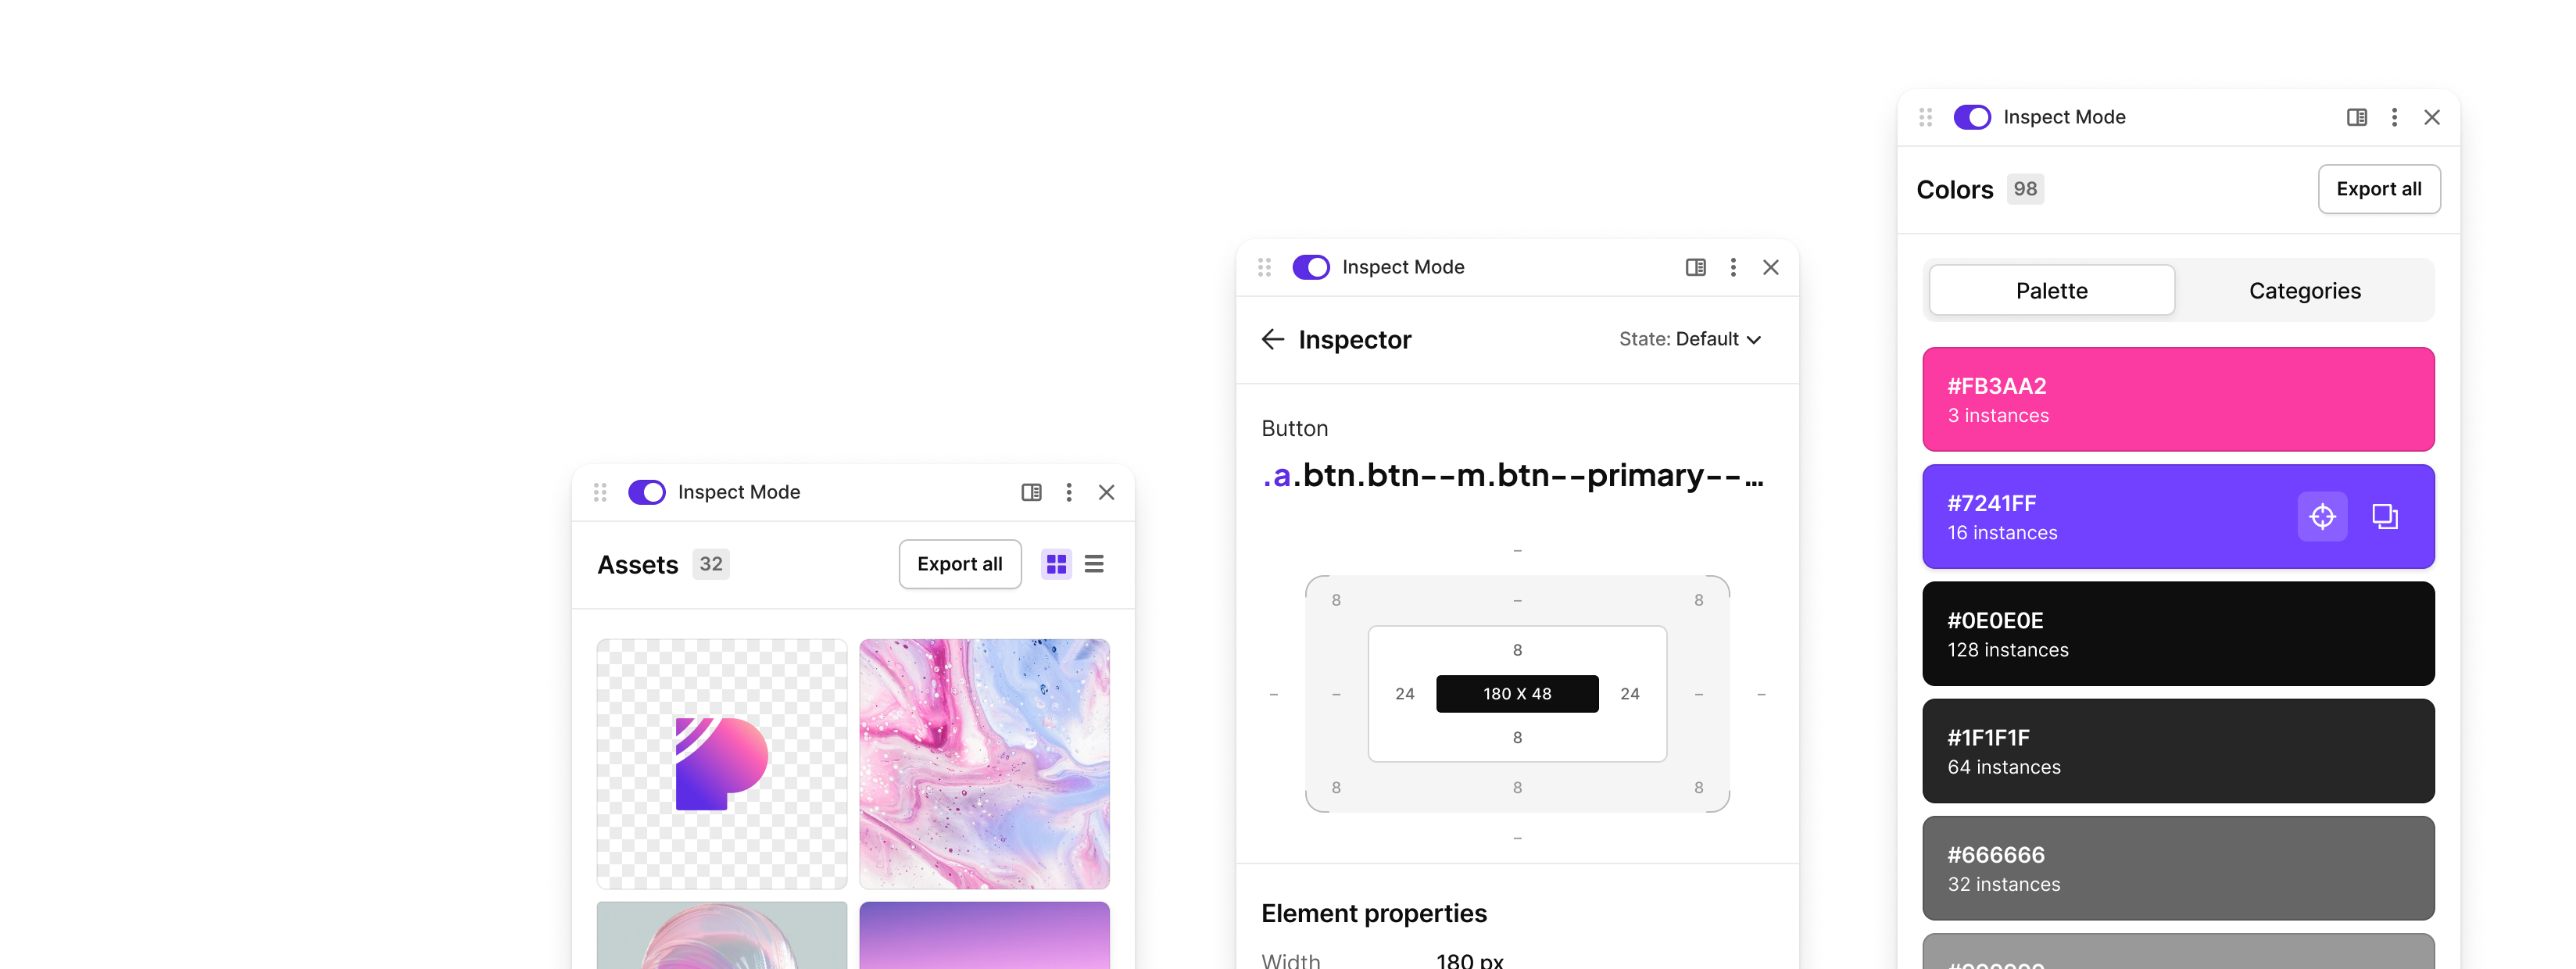 Inspect Mode
Assets 32 Export all
Inspect Mode
Inspector State: Default
Button
.a.btn.btn--m.btn--primary--...
–
8 – 8
8
– – 24 180 X 48 24 – –
8
8 8 8
–
Element properties
Width 180 px
Inspect Mode
Colors 98 Export all
Palette Categories
#FB3AA2
3 instances
#7241FF
16 instances
#0E0E0E
128 instances
#1F1F1F
64 instances
#666666
32 instances